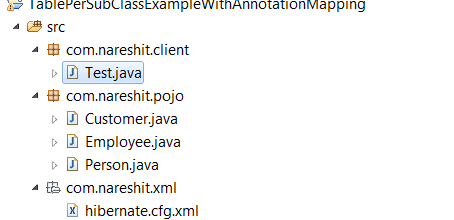 TablePerSubClassExampleWithAnnotationMapping
src
com.nareshit.client
Test.java
com.nareshit.pojo
Customer.java
Employee.java
Person.java
com.nareshit.xml
hibernate.cfg.xml